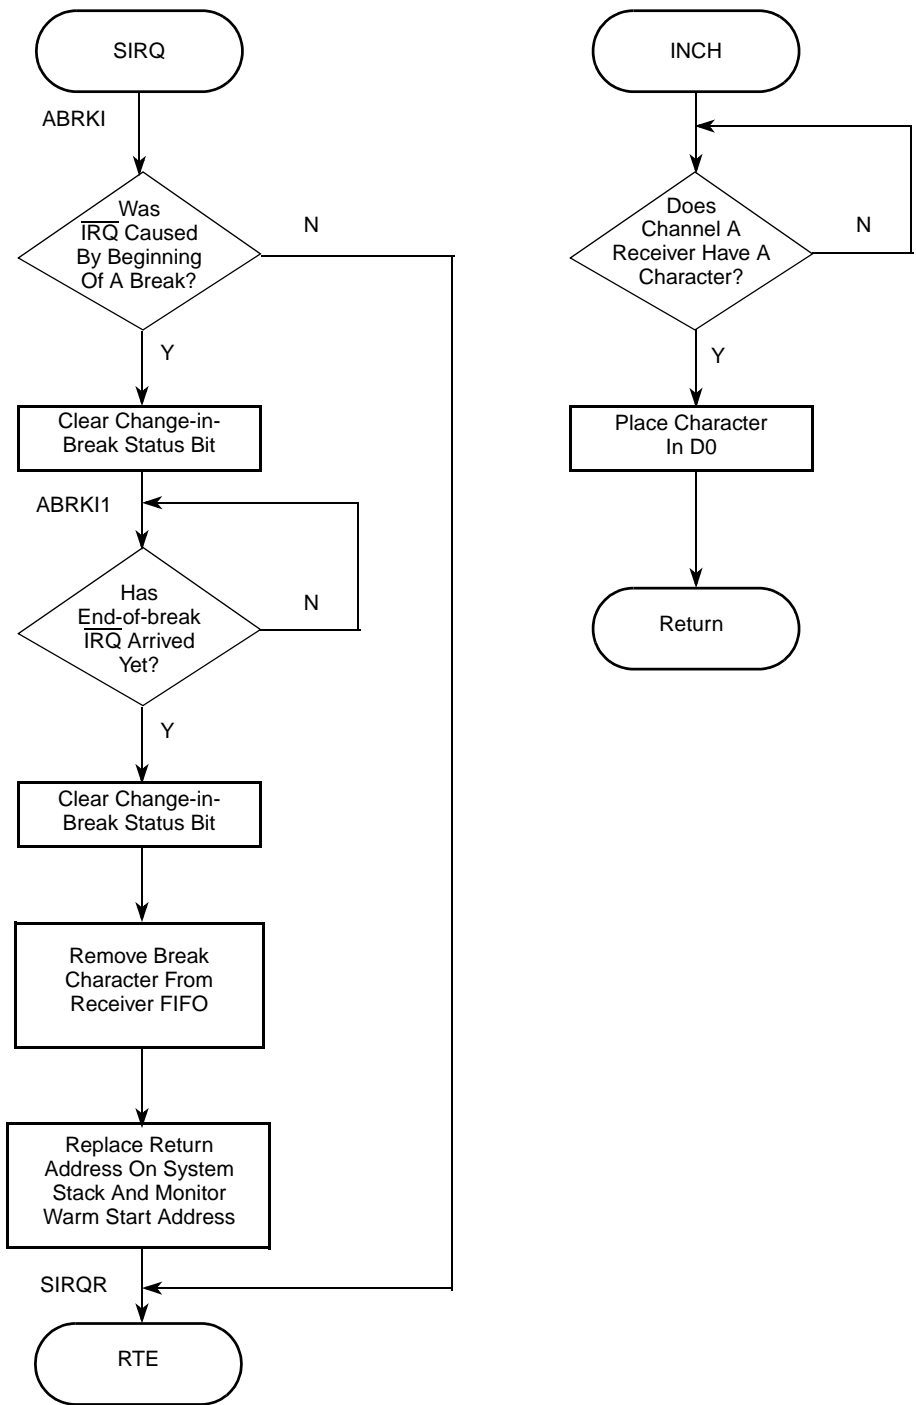 SIRQ
ABRKI
Was
IRQ Caused
By Beginning
Of A Break?
N
Y
Clear Change-in-
Break Status Bit
ABRKI1
Has
End-of-break
IRQ Arrived
Yet?
N
Y
Clear Change-in-
Break Status Bit
Remove Break
Character From
Receiver FIFO
Replace Return
Address On System
Stack And Monitor
Warm Start Address
SIRQR
RTE
INCH
Does
Channel A
Receiver Have A
Character?
N
Y
Place Character
In D0
Return